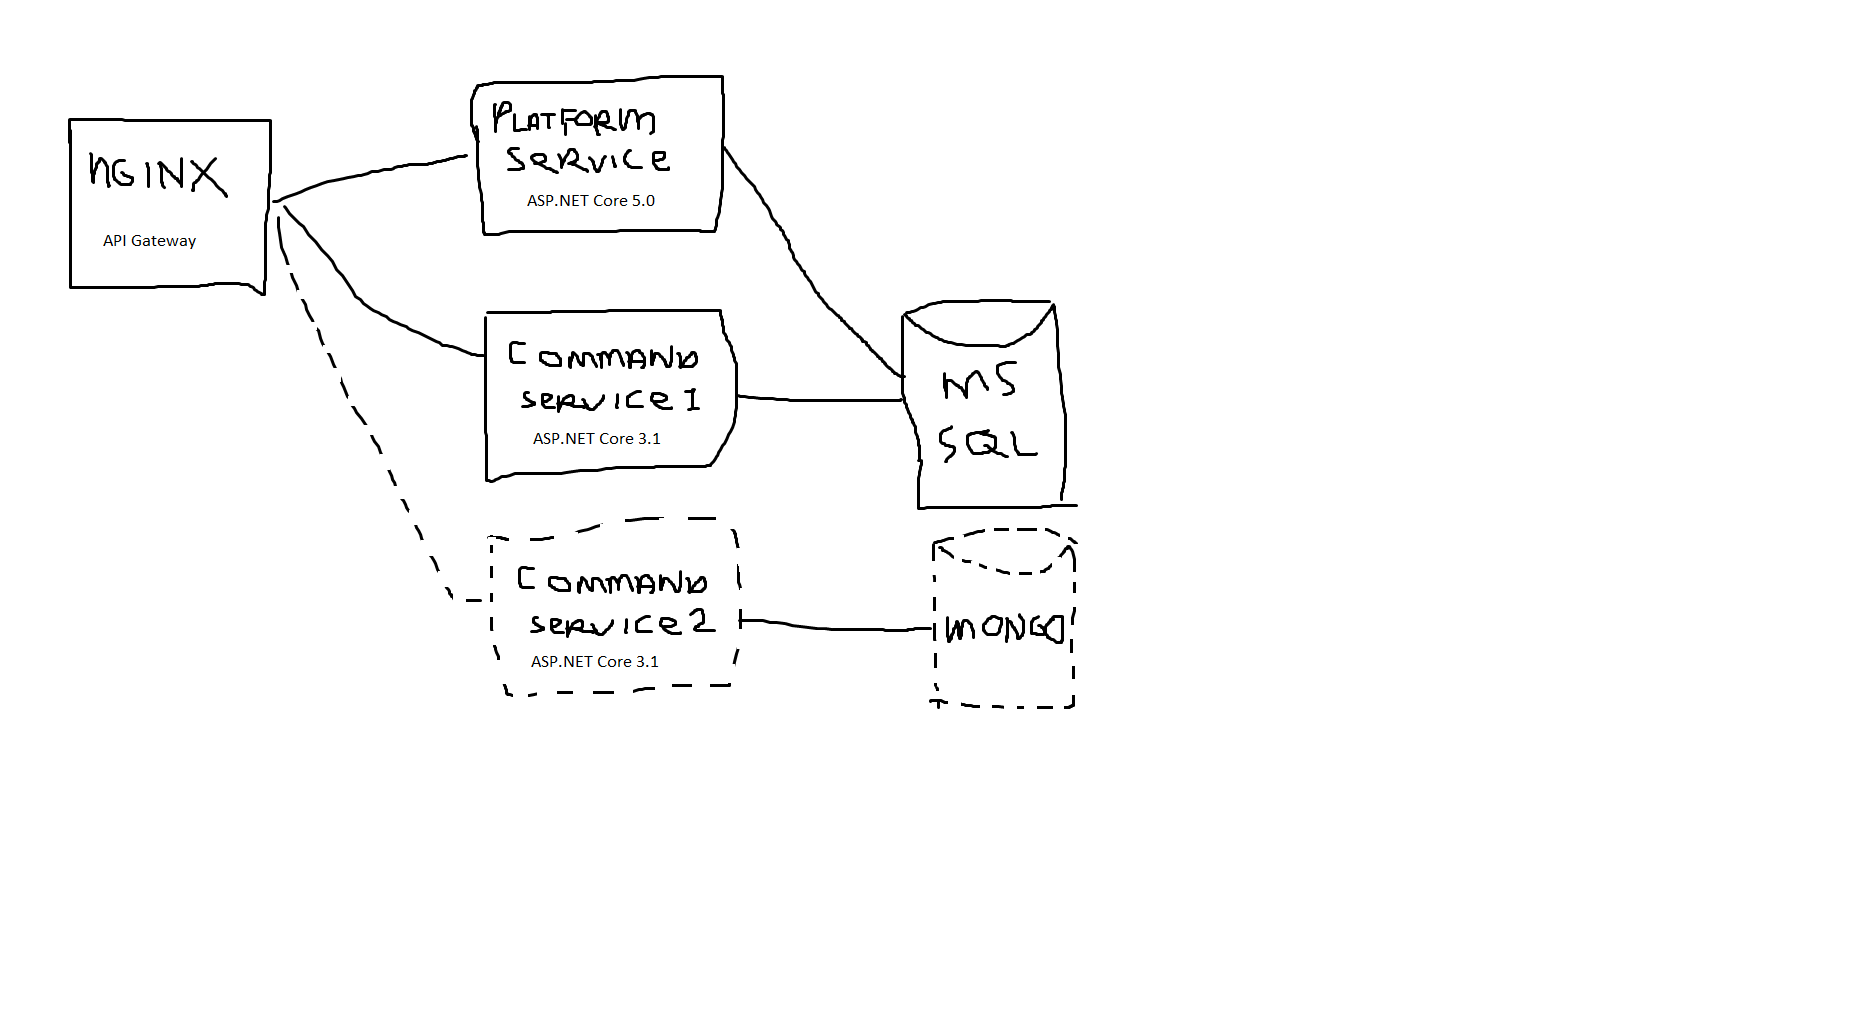 NGINX
API Gateway
PLATFORM
SERVICE
ASP.NET Core 5.0
COMMAND
SERVICE 1
ASP.NET Core 3.1
COMMAND
SERVICE 2
ASP.NET Core 3.1
MS
SQL
MONGO